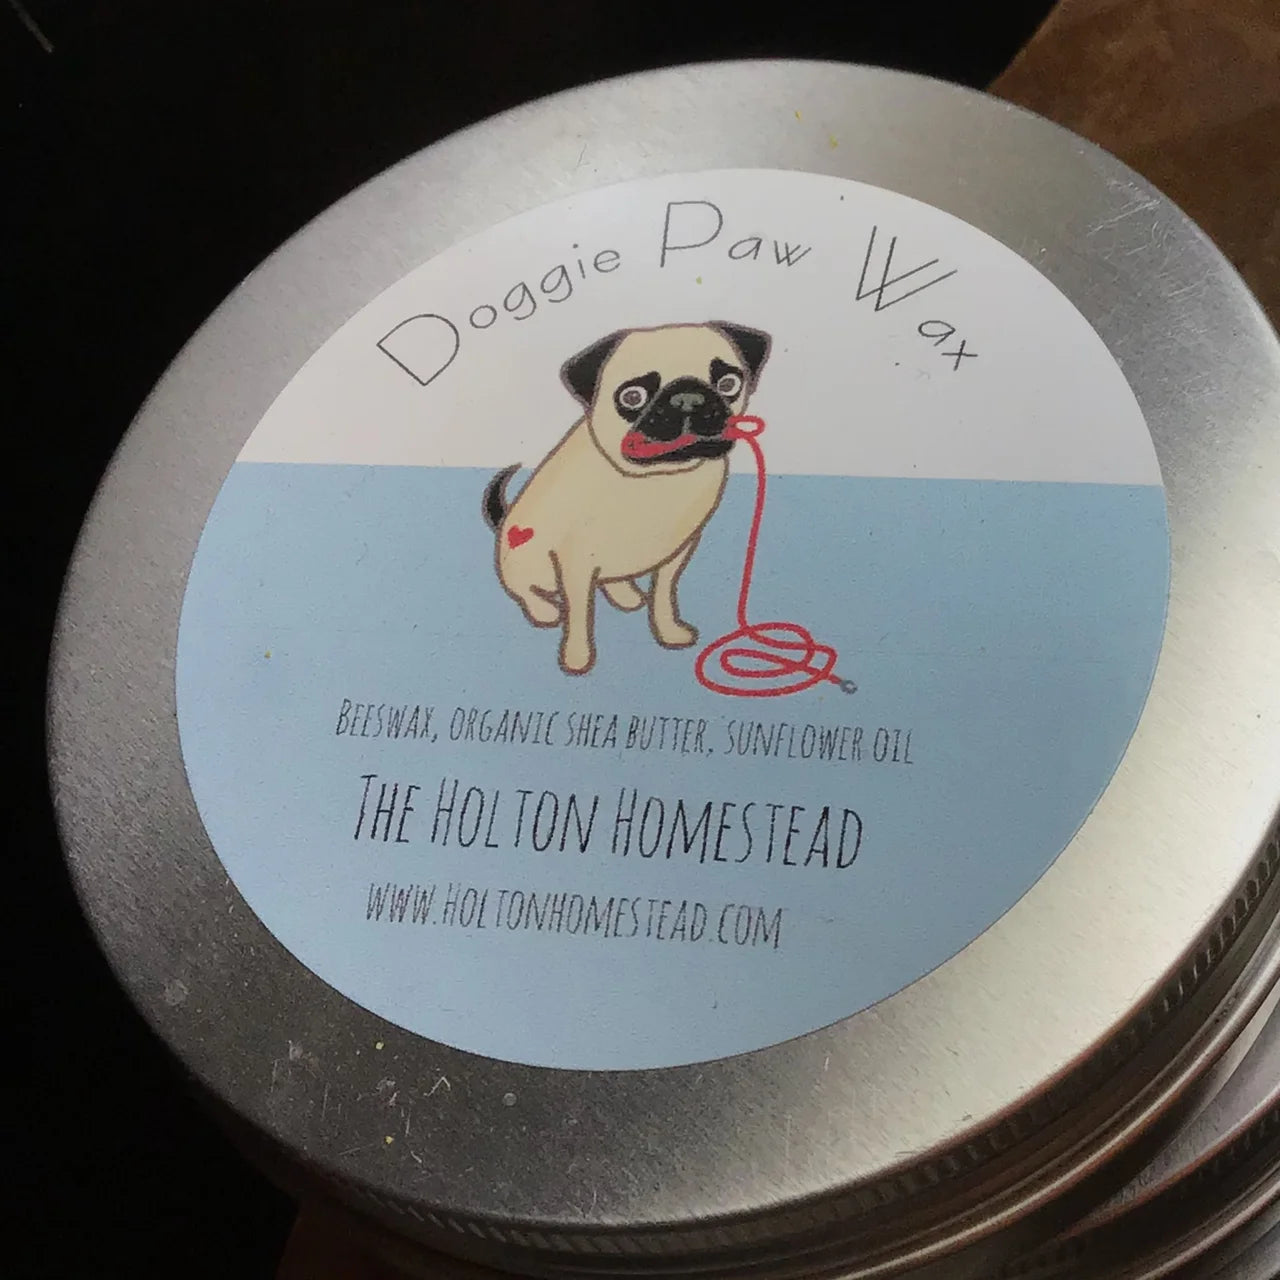 Doggie Paw Wax
BEESWAX, ORGANIC SHEA BUTTER, SUNFLOWER OIL
THE HOLTON HOMESTEAD
WWW.HOLTONHOMESTEAD.COM